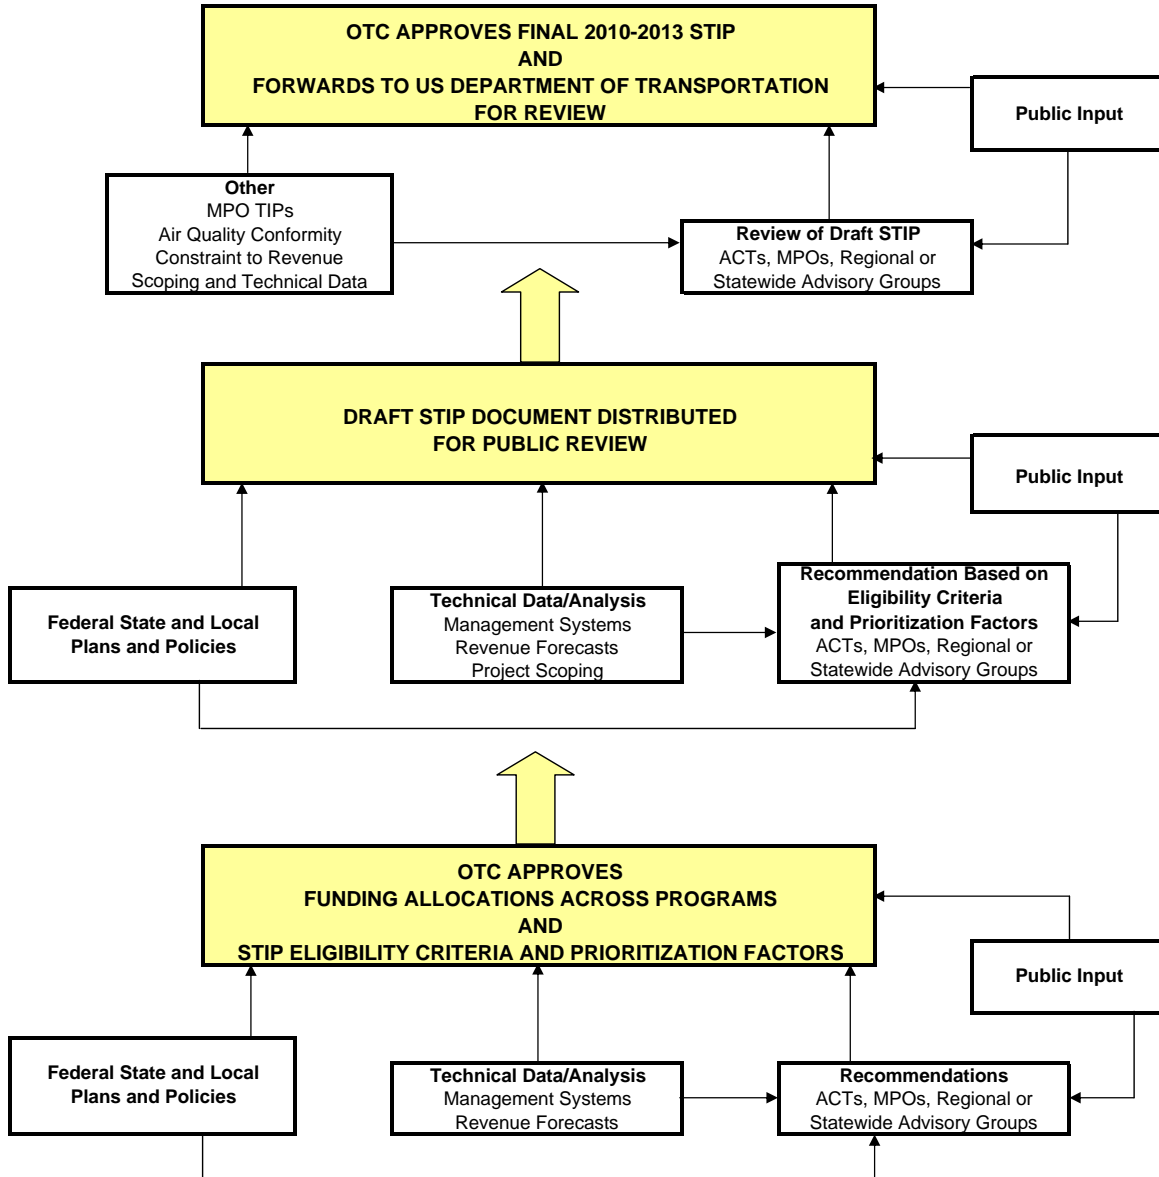 OTC APPROVES FINAL 2010-2013 STIP
AND
FORWARDS TO US DEPARTMENT OF TRANSPORTATION
FOR REVIEW
Public Input
Other
MPO TIPs
Air Quality Conformity
Constraint to Revenue
Scoping and Technical Data
Review of Draft STIP
ACTs, MPOs, Regional or
Statewide Advisory Groups
DRAFT STIP DOCUMENT DISTRIBUTED
FOR PUBLIC REVIEW
Public Input
Federal State and Local
Plans and Policies
Technical Data/Analysis
Management Systems
Revenue Forecasts
Project Scoping
Recommendation Based on
Eligibility Criteria
and Prioritization Factors
ACTs, MPOs, Regional or
Statewide Advisory Groups
OTC APPROVES
FUNDING ALLOCATIONS ACROSS PROGRAMS
AND
STIP ELIGIBILITY CRITERIA AND PRIORITIZATION FACTORS
Public Input
Federal State and Local
Plans and Policies
Technical Data/Analysis
Management Systems
Revenue Forecasts
Recommendations
ACTs, MPOs, Regional or
Statewide Advisory Groups